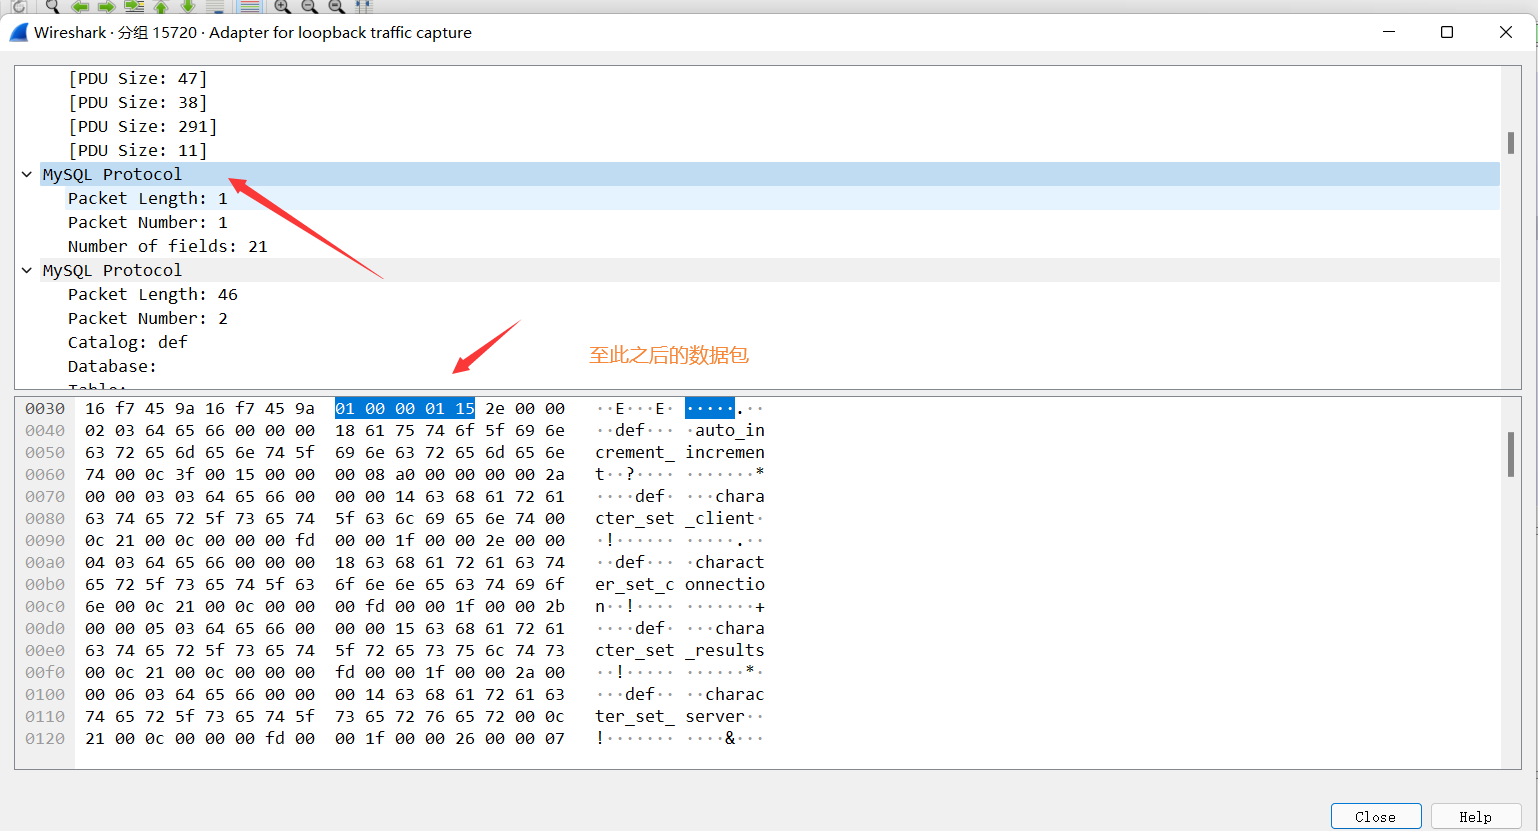 Wireshark · 分组 15720 · Adapter for loopback traffic capture
[PDU Size: 47]
[PDU Size: 38]
[PDU Size: 291]
[PDU Size: 11]
MySQL Protocol
Packet Length: 1
Packet Number: 1
Number of fields: 21
MySQL Protocol
Packet Length: 46
Packet Number: 2
Catalog: def
Database:
至此之后的数据包
0030 16 f7 45 9a 16 f7 45 9a 01 00 00 01 15 2e 00 00 ··E···E· ·····.··
0040 02 03 64 65 66 00 00 00 18 61 75 74 6f 5f 69 6e ··def··· ·auto_in
0050 63 72 65 6d 65 6e 74 5f 69 6e 63 72 65 6d 65 6e crement_ incremen
0060 74 00 0c 3f 00 15 00 00 00 08 a0 00 00 00 00 2a t··?···· ·······*
0070 00 00 03 03 64 65 66 00 00 00 14 63 68 61 72 61 ····def· ···chara
0080 63 74 65 72 5f 73 65 74 5f 63 6c 69 65 6e 74 00 cter_set _client·
0090 0c 21 00 0c 00 00 00 fd 00 00 1f 00 00 2e 00 00 ·!······ ·····.··
00a0 04 03 64 65 66 00 00 00 18 63 68 61 72 61 63 74 ··def··· ·charact
00b0 65 72 5f 73 65 74 5f 63 6f 6e 6e 65 63 74 69 6f er_set_c onnectio
00c0 6e 00 0c 21 00 0c 00 00 00 fd 00 00 1f 00 00 2b n··!···· ·······+
00d0 00 00 05 03 64 65 66 00 00 00 15 63 68 61 72 61 ····def· ···chara
00e0 63 74 65 72 5f 73 65 74 5f 72 65 73 75 6c 74 73 cter_set _results
00f0 00 0c 21 00 0c 00 00 00 fd 00 00 1f 00 00 2a 00 ··!····· ······*·
0100 00 06 03 64 65 66 00 00 00 14 63 68 61 72 61 63 ···def·· ··charac
0110 74 65 72 5f 73 65 74 5f 73 65 72 76 65 72 00 0c ter_set_ server··
0120 21 00 0c 00 00 00 fd 00 00 1f 00 00 26 00 00 07 !······· ····&···
Close Help